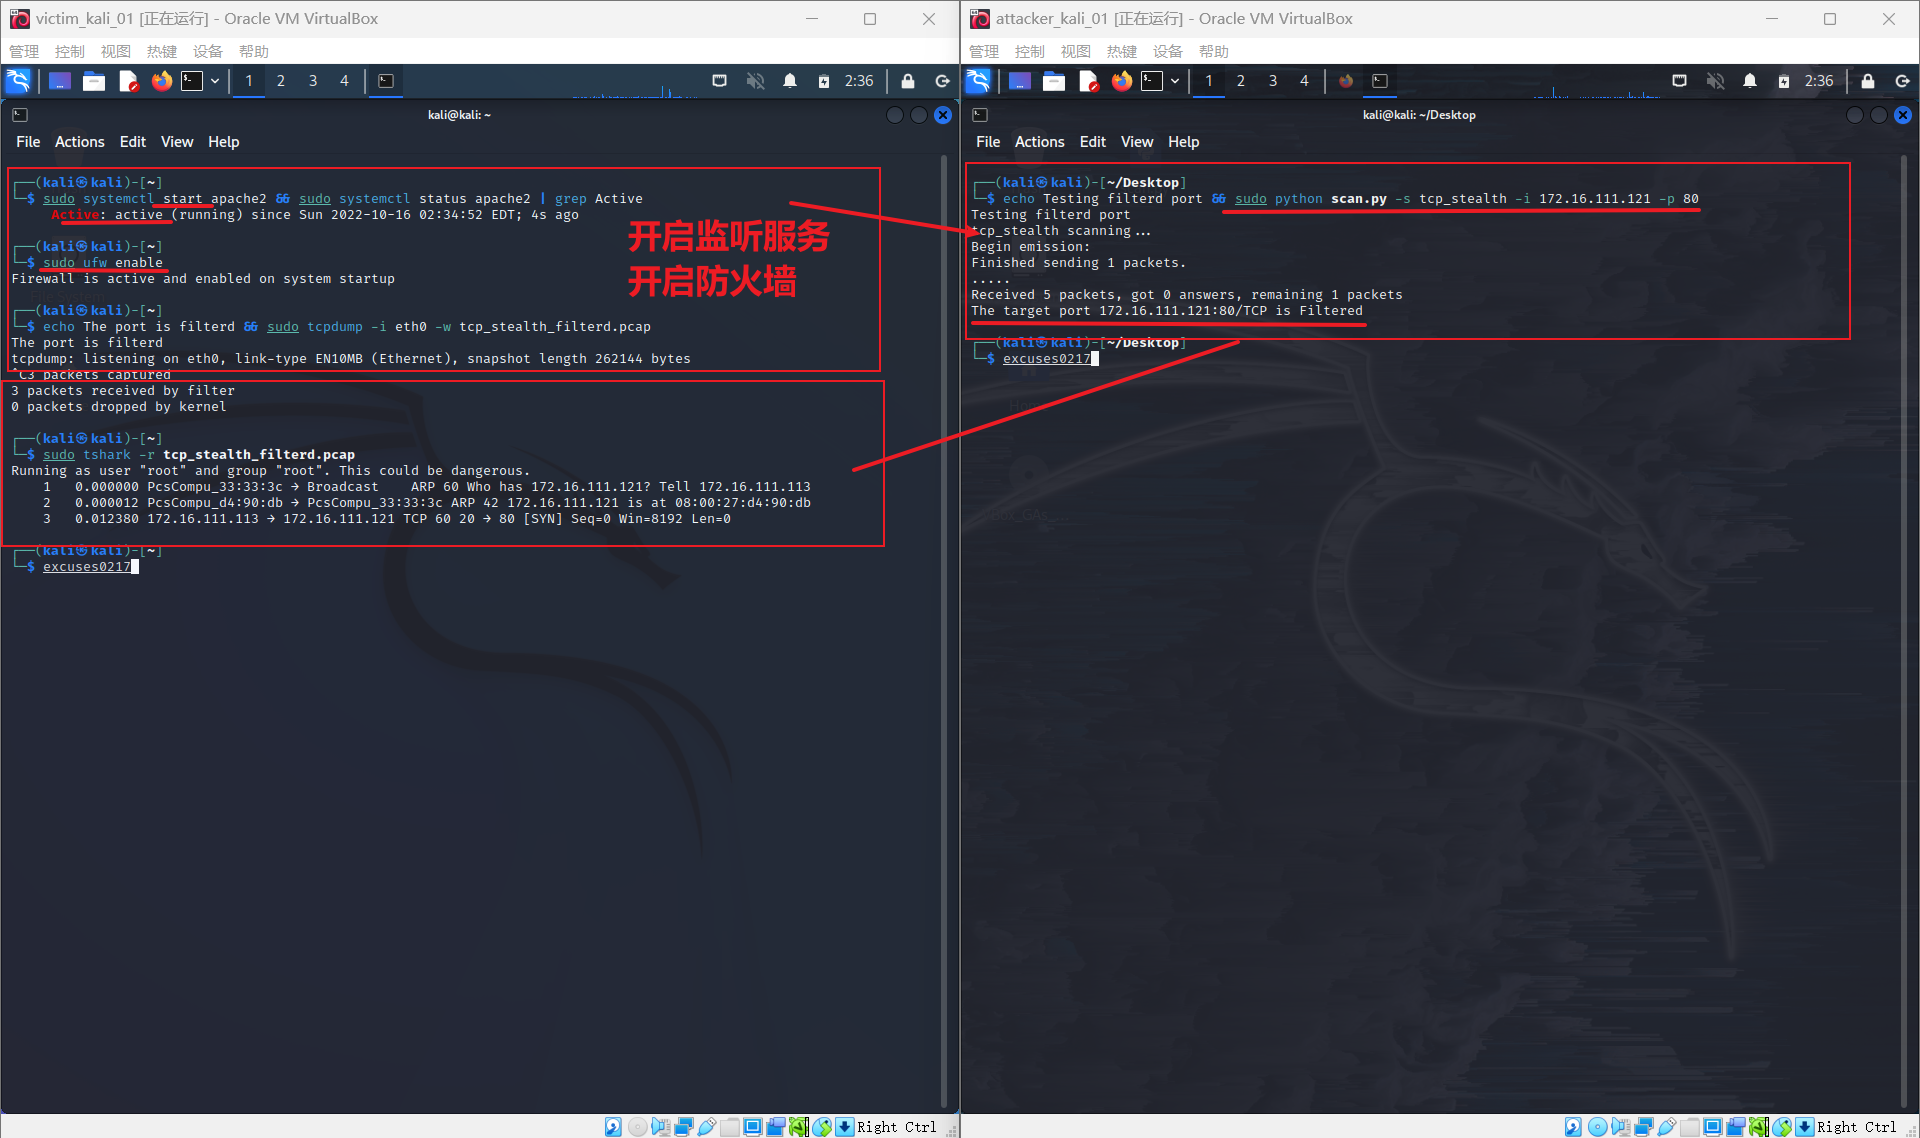 victim_kali_01 [正在运行] - Oracle VM VirtualBox
管理 控制 视图 热键 设备 帮助
1 2 3 4 2:36
kali@kali: ~
File Actions Edit View Help
┌──(kali㉿kali)-[~]
└─$ sudo systemctl start apache2 && sudo systemctl status apache2 | grep Active
Active: active (running) since Sun 2022-10-16 02:34:52 EDT; 4s ago
┌──(kali㉿kali)-[~]
└─$ sudo ufw enable
Firewall is active and enabled on system startup
开启监听服务
开启防火墙
┌──(kali㉿kali)-[~]
└─$ echo The port is filterd && sudo tcpdump -i eth0 -w tcp_stealth_filterd.pcap
The port is filterd
tcpdump: listening on eth0, link-type EN10MB (Ethernet), snapshot length 262144 bytes
^C3 packets captured
3 packets received by filter
0 packets dropped by kernel
┌──(kali㉿kali)-[~]
└─$ sudo tshark -r tcp_stealth_filterd.pcap
Running as user "root" and group "root". This could be dangerous.
1 0.000000 PcsCompu_33:33:3c → Broadcast ARP 60 Who has 172.16.111.121? Tell 172.16.111.113
2 0.000012 PcsCompu_d4:90:db → PcsCompu_33:33:3c ARP 42 172.16.111.121 is at 08:00:27:d4:90:db
3 0.012380 172.16.111.113 → 172.16.111.121 TCP 60 20 → 80 [SYN] Seq=0 Win=8192 Len=0
┌──(kali㉿kali)-[~]
└─$ excuses0217
Right Ctrl
attacker_kali_01 [正在运行] - Oracle VM VirtualBox
管理 控制 视图 热键 设备 帮助
1 2 3 4 2:36
kali@kali: ~/Desktop
File Actions Edit View Help
┌──(kali㉿kali)-[~/Desktop]
└─$ echo Testing filterd port && sudo python scan.py -s tcp_stealth -i 172.16.111.121 -p 80
Testing filterd port
tcp_stealth scanning...
Begin emission:
Finished sending 1 packets.
.....
Received 5 packets, got 0 answers, remaining 1 packets
The target port 172.16.111.121:80/TCP is Filtered
┌──(kali㉿kali)-[~/Desktop]
└─$ excuses0217
Right Ctrl